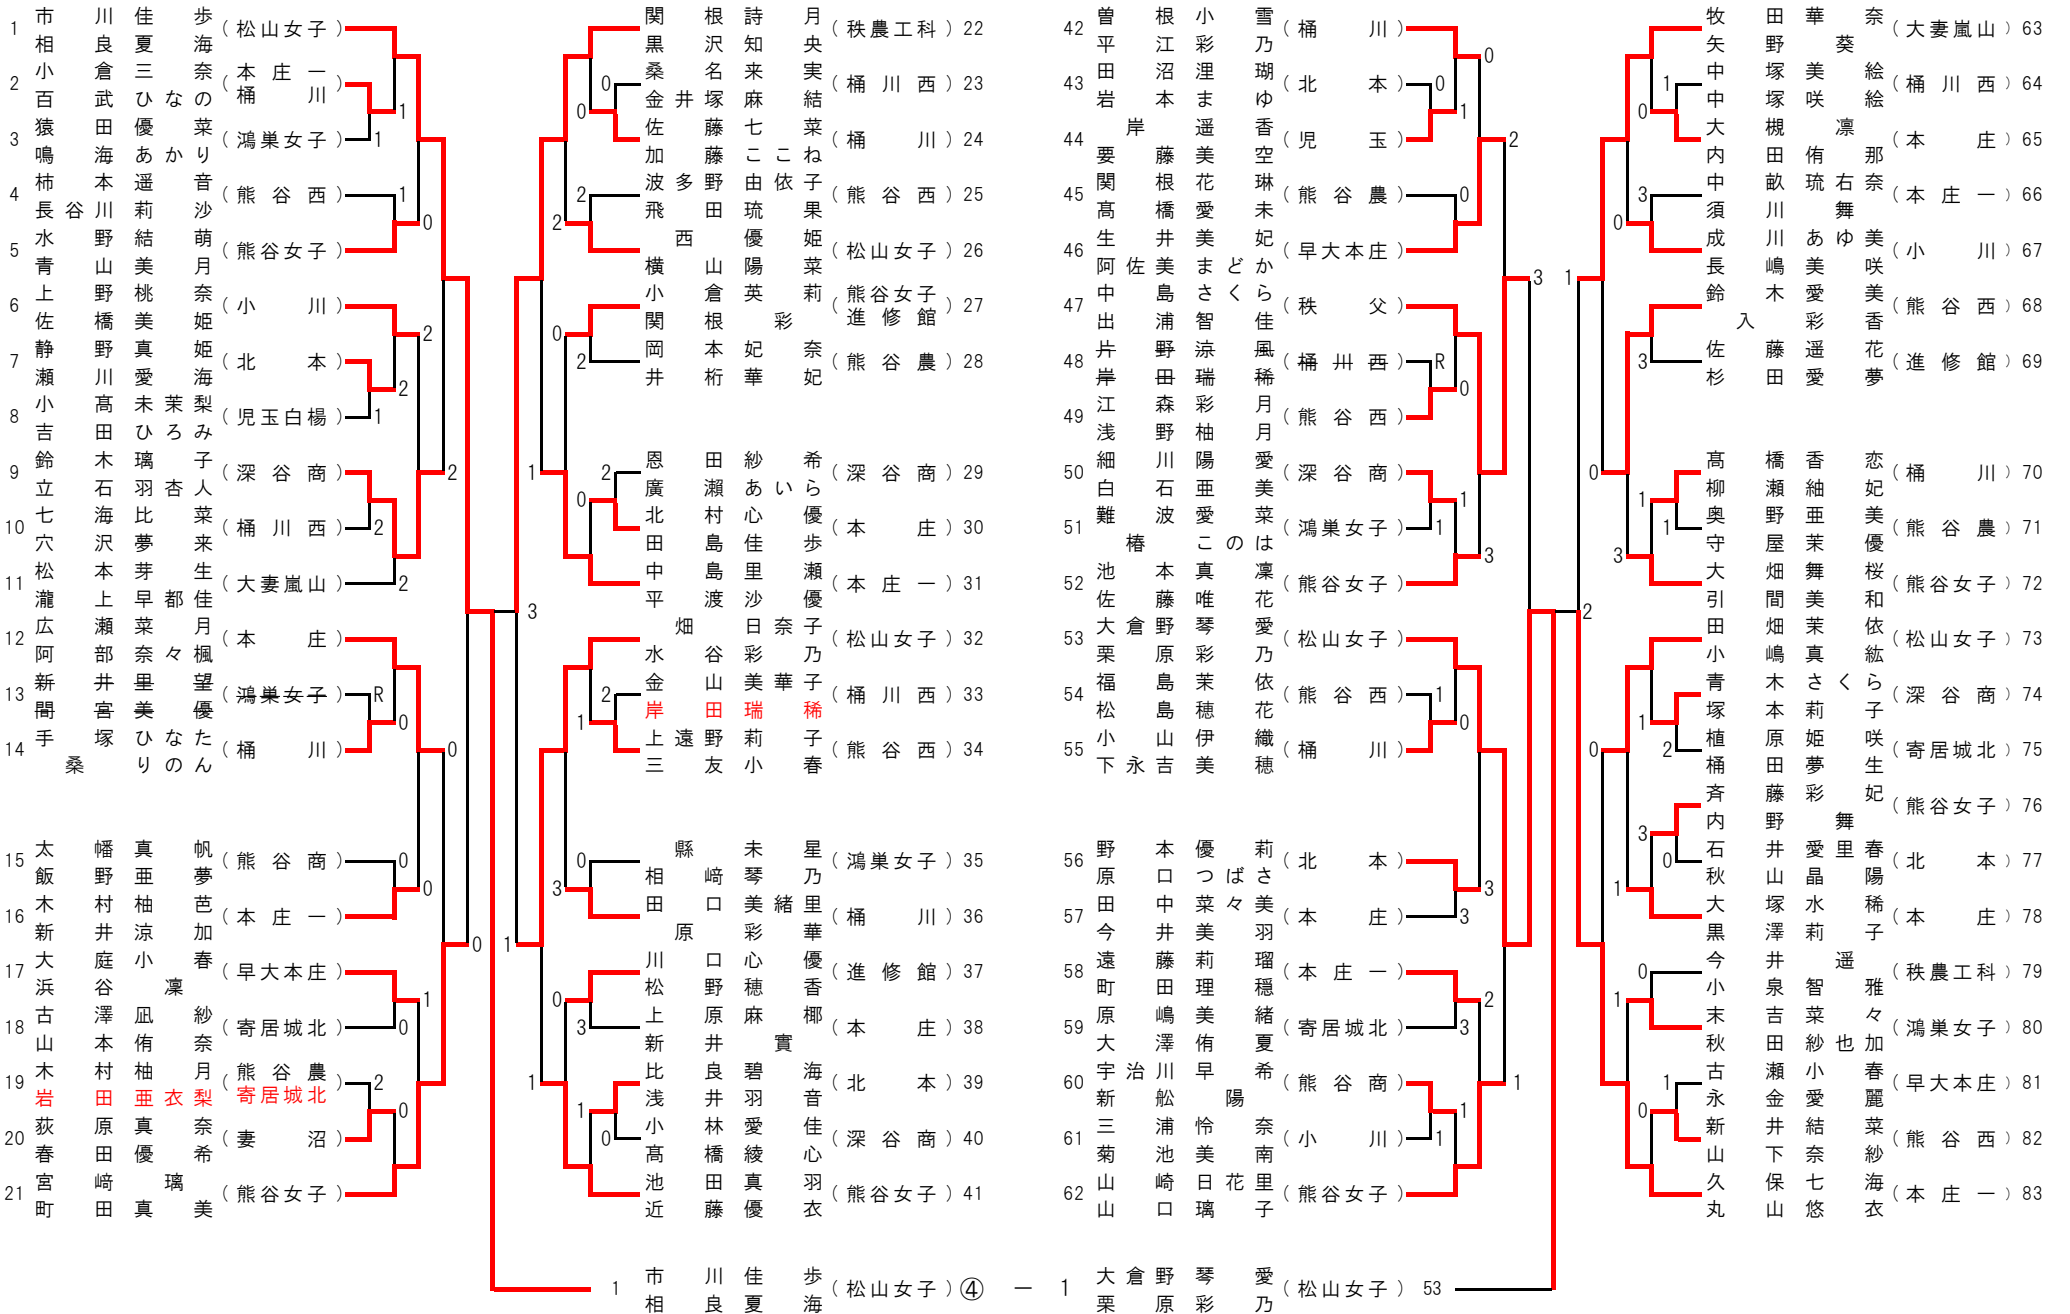 1 市川佳歩 (松山女子)
相良夏海
2 小倉三奈 (本庄一
百武ひなの 桶川)
3 猿田優菜 (鴻巣女子)
鳴海あかり
4 柿本遥音 (熊谷西)
長谷川莉沙
5 水野結萌 (熊谷女子)
青山美月
6 上野桃奈 (小川)
佐橋美姫
7 静野真姫 (北本)
瀬川愛海
8 小髙未茉梨 (児玉白楊)
吉田ひろみ
9 鈴木璃子 (深谷商)
立石羽杏人
10 七海比菜 (桶川西)
穴沢夢来
11 松本芽生 (大妻嵐山)
瀧上早都佳
12 広瀬菜月 (本庄)
阿部奈々楓
13 新井里望 (鴻巣女子)
間宮美優
14 手塚ひなた (桶川)
桑りのん
15 太幡真帆 (熊谷商)
飯野亜夢
16 木村柚芭 (本庄一)
新井涼加
17 大庭小春 (早大本庄)
浜谷凜
18 古澤凪紗 (寄居城北)
山本侑奈
19 木村柚月 (熊谷農
岩田亜衣梨 寄居城北
20 荻原真奈 (妻沼)
春田優希
21 宮﨑璃 (熊谷女子)
町田真美
関根詩月 (秩農工科) 22
黒沢知央
桑名来実 (桶川西) 23
金井塚麻結
佐藤七菜 (桶川) 24
加藤ここね
波多野由依子 (熊谷西) 25
飛田琉果
西優姫 (松山女子) 26
横山陽菜
小倉英莉 (熊谷女子 27
関根彩 進修館)
岡本妃奈 (熊谷農) 28
井桁華妃
恩田紗希 (深谷商) 29
廣瀬あいら
北村心優 (本庄) 30
田島佳歩
中島里瀬 (本庄一) 31
平渡沙優
畑日奈子 (松山女子) 32
水谷彩乃
金山美華子 (桶川西) 33
岸田瑞稀
上遠野莉子 (熊谷西) 34
三友小春
縣未星 (鴻巣女子) 35
相﨑琴乃
田口美緒里 (桶川) 36
原彩華
川口心優 (進修館) 37
松野穂香
上原麻椰 (本庄) 38
新井實
比良碧海 (北本) 39
浅井羽音
小林愛佳 (深谷商) 40
髙橋綾心
池田真羽 (熊谷女子) 41
近藤優衣
42 曽根小雪 (桶川)
平江彩乃
43 田沼浬瑚 (北本)
岩本まゆ
44 岸遥香 (児玉)
要藤美空
45 関根花琳 (熊谷農)
髙橋愛未
46 生井美妃 (早大本庄)
阿佐美まどか
47 中島さくら (秩父)
出浦智佳
48 片野涼風 (桶川西)
岸田瑞稀
49 江森彩月 (熊谷西)
浅野柚月
50 細川陽愛 (深谷商)
白石亜美
51 難波愛菜 (鴻巣女子)
椿このは
52 池本真凜 (熊谷女子)
佐藤唯花
53 大倉野琴愛 (松山女子)
栗原彩乃
54 福島茉依 (熊谷西)
松島穂花
55 小山伊織 (桶川)
下永吉美穂
56 野本優莉 (北本)
原口つばさ
57 田中菜々美 (本庄)
今井美羽
58 遠藤莉瑠 (本庄一)
町田理穏
59 原嶋美緒 (寄居城北)
大澤侑夏
60 宇治川早希 (熊谷商)
新舩陽
61 三浦怜奈 (小川)
菊池美南
62 山崎日花里 (熊谷女子)
山口璃子
牧田華奈 (大妻嵐山) 63
矢野葵
中塚美絵 (桶川西) 64
中塚咲絵
大槻凛 (本庄) 65
内田侑那
中畝琉右奈 (本庄一) 66
須川舞
成川あゆ美 (小川) 67
長嶋美咲
鈴木愛美 (熊谷西) 68
入彩香
佐藤遥花 (進修館) 69
杉田愛夢
髙橋香恋 (桶川) 70
柳瀬紬妃
奥野亜美 (熊谷農) 71
守屋茉優
大畑舞桜 (熊谷女子) 72
引間美和
田畑茉依 (松山女子) 73
小嶋真紘
青木さくら (深谷商) 74
塚本莉子
植原姫咲 (寄居城北) 75
桶田夢生
斉藤彩妃 (熊谷女子) 76
内野舞
石井愛里春 (北本) 77
秋山晶陽
大塚水稀 (本庄) 78
黒澤莉子
今井遥 (秩農工科) 79
小泉智雅
末吉菜々 (鴻巣女子) 80
秋田紗也加
古瀬小春 (早大本庄) 81
永金愛麗
新井結菜 (熊谷西) 82
山下奈紗
久保七海 (本庄一) 83
丸山悠衣
1 市川佳歩 (松山女子) ④ － 1 大倉野琴愛 (松山女子) 53
相良夏海 栗原彩乃